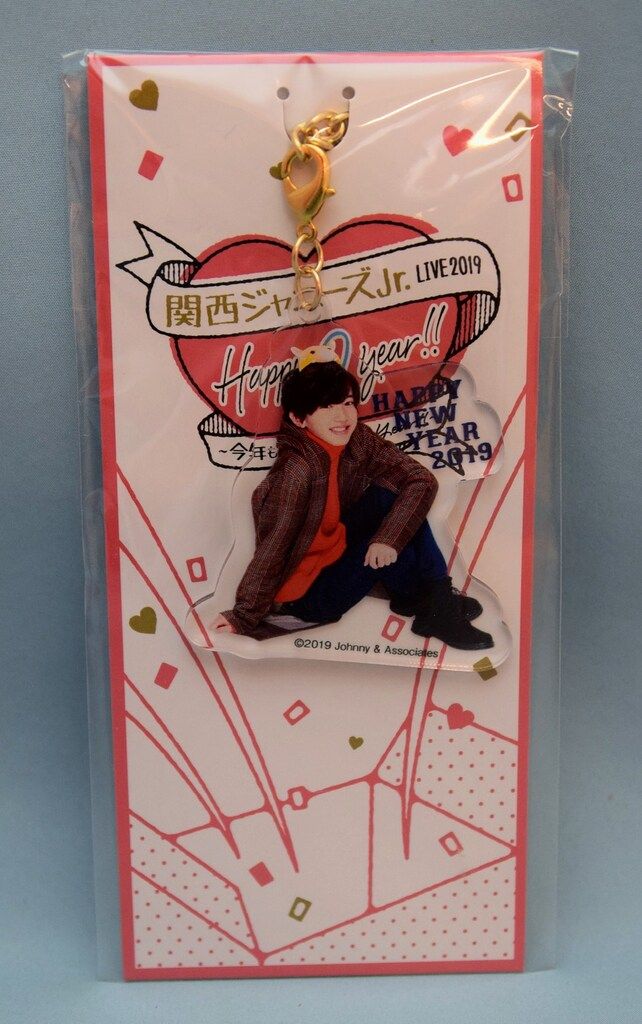 関西ジャ ーズJr. LIVE2019
Happ year!!
～今年も
HAPPY
NEW
YEAR
2019
©2019 Johnny & Associates